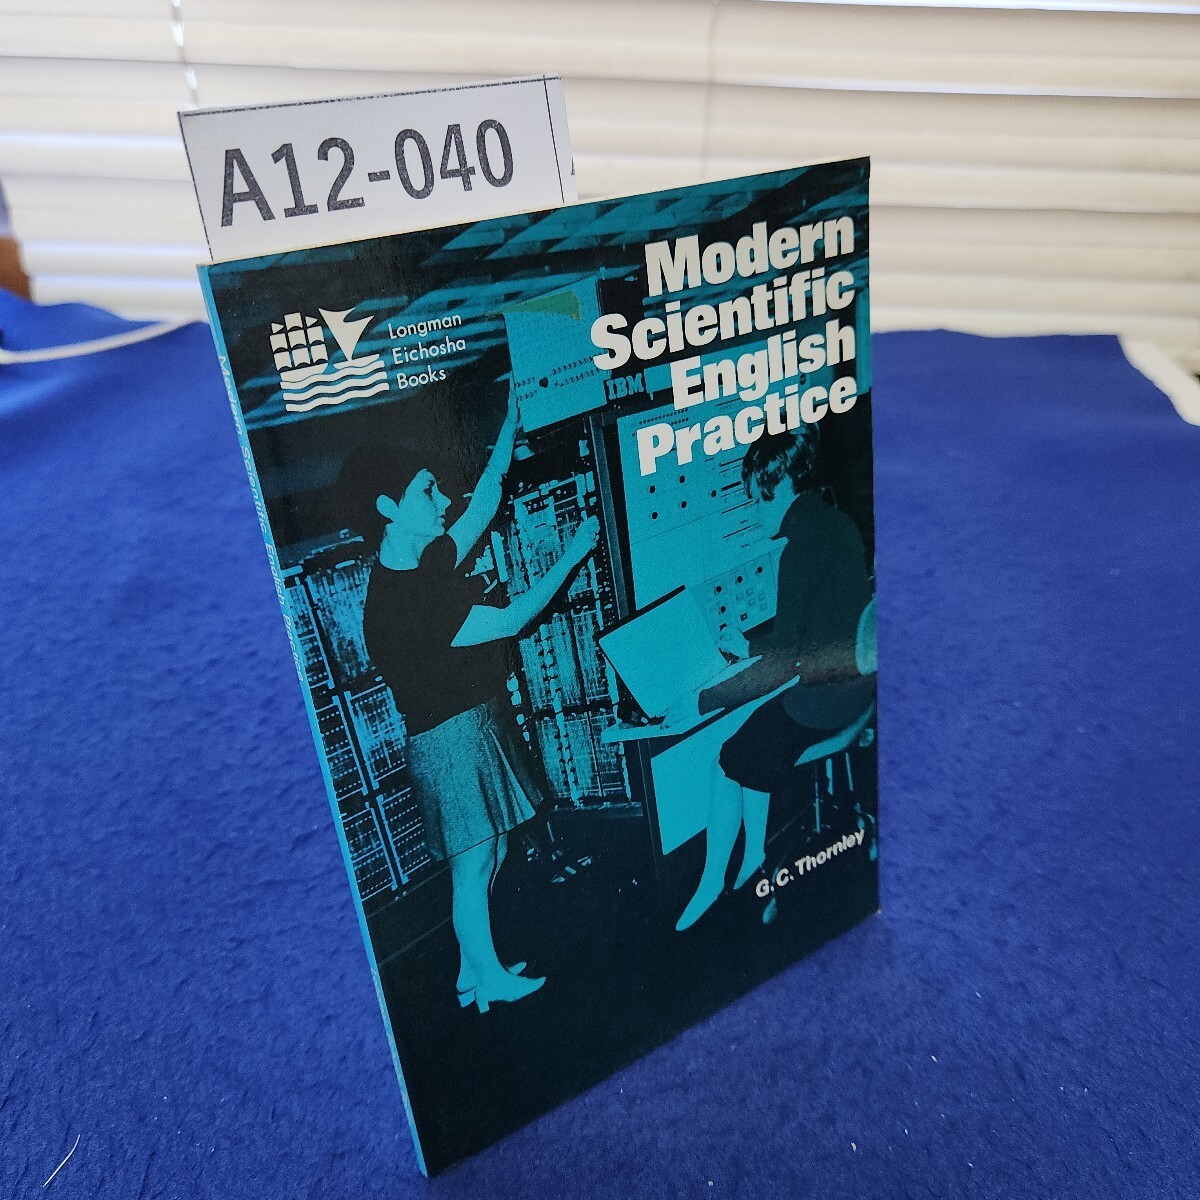 A12-040
Longman
Eichosha
Books
Modern
Scientific
English
Practice
IBM
G.C. Thornley
Modern Scientific English Practice